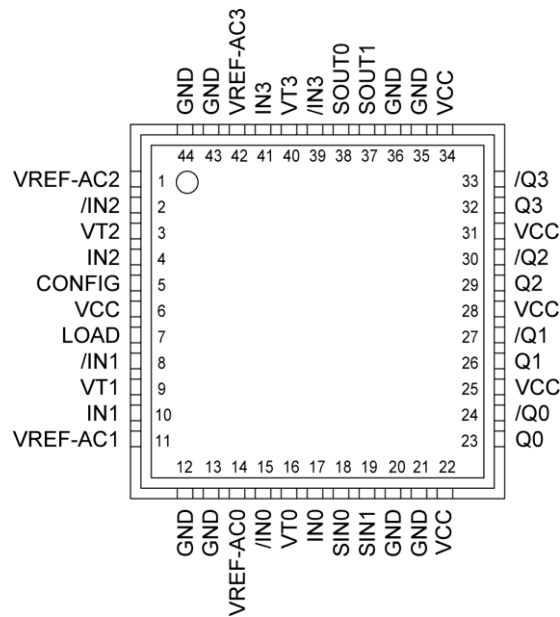 GND
GND
VREF-AC3
IN3
VT3
/IN3
SOUT0
SOUT1
GND
GND
VCC
44 43 42 41 40 39 38 37 36 35 34
VREF-AC2 1
/IN2 2
VT2 3
IN2 4
CONFIG 5
VCC 6
LOAD 7
/IN1 8
VT1 9
IN1 10
VREF-AC1 11
33 /Q3
32 Q3
31 VCC
30 /Q2
29 Q2
28 VCC
27 /Q1
26 Q1
25 VCC
24 /Q0
23 Q0
12 13 14 15 16 17 18 19 20 21 22
GND
GND
VREF-AC0
/IN0
VT0
IN0
SIN0
SIN1
GND
GND
VCC